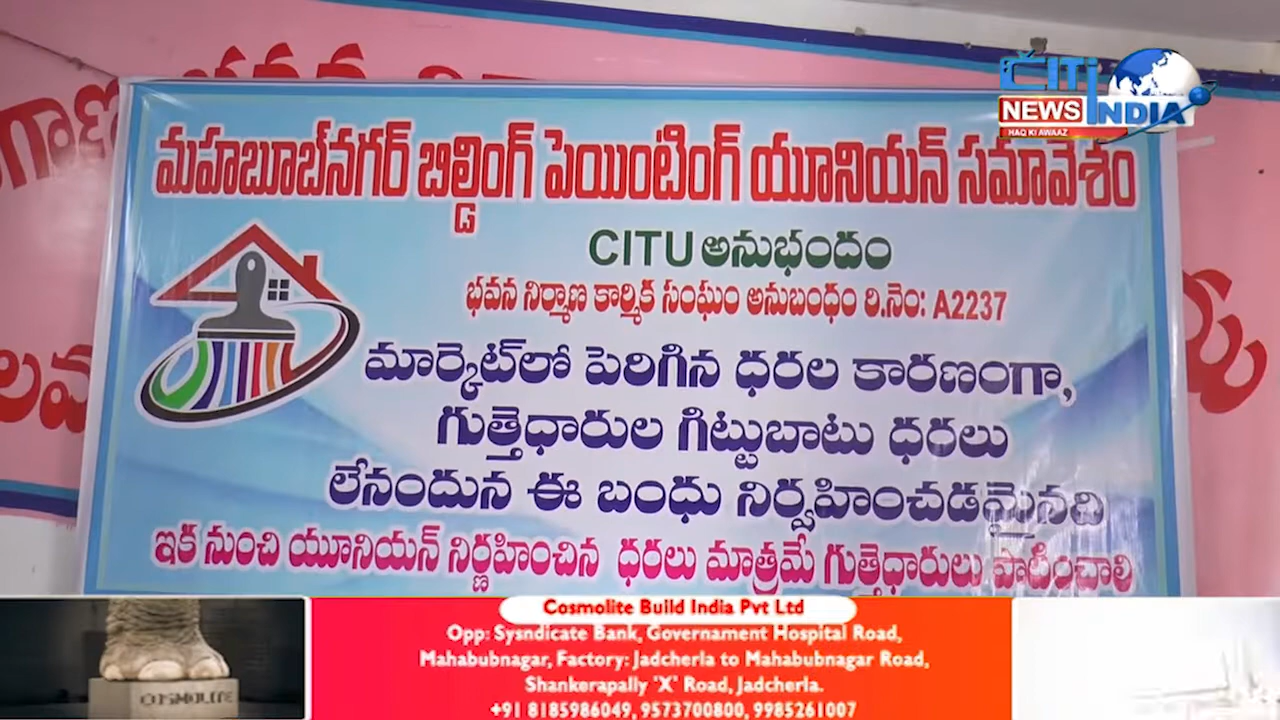 CITI
NEWS INDIA
HAQ KI AWAAZ
మహబూబ్‌నగర్ బిల్డింగ్ పెయింటింగ్ యూనియన్ సమావేశం
CITU అనుభందం
భవన నిర్మాణ కార్మిక సంఘం అనుబంధం రి.నెం: A2237
మార్కెట్‌లో పెరిగిన ధరల కారణంగా,
గుత్తెధారుల గిట్టుబాటు ధరలు
లేనందున ఈ బంధు నిర్వహించడమైనది
ఇక నుంచి యూనియన్ నిర్ణహించిన ధరలు మాత్రమే గుత్తెధారులు పాటించాలి
Cosmolite Build India Pvt Ltd
Opp: Sysndicate Bank, Governament Hospital Road,
Mahabubnagar, Factory: Jadcherla to Mahabubnagar Road,
Shankerapally 'X' Road, Jadcherla.
+91 8185986049, 9573700800, 9985261007
COSMOLITE